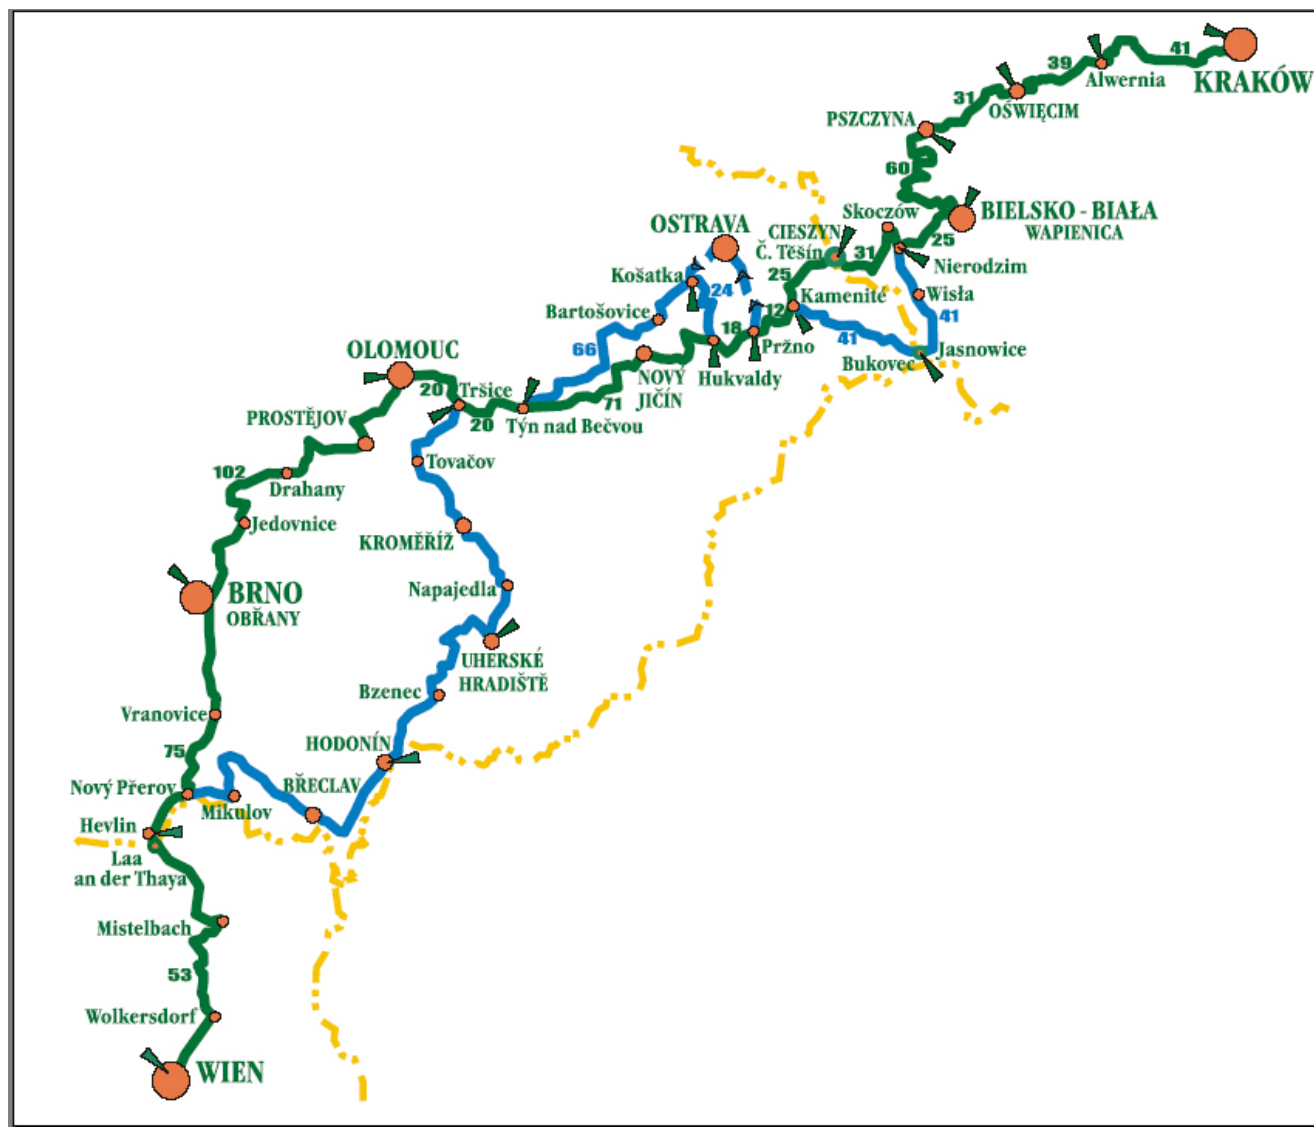 41
39
KRAKÓW
Alwernia
31
OŚWIĘCIM
PSZCZYNA
60
Skoczów
BIELSKO - BIAŁA
WAPIENICA
OSTRAVA
CIESZYN
Č. Těšín
31
25
Nierodzim
Košatka
25
24
Kamenité
Wisła
Bartošovice
12
18
41
41
Pržno
Jasnowice
Bukovec
66
OLOMOUC
NOVÝ
JIČÍN
Hukvaldy
20
Tršice
71
20
Týn nad Bečvou
PROSTĚJOV
Tovačov
102
Drahany
Jedovnice
KROMĚŘÍŽ
Napajedla
BRNO
OBŘANY
UHERSKÉ
HRADIŠTĚ
Bzenec
Vranovice
HODONÍN
75
Nový Přerov
BŘECLAV
Mikulov
Hevlin
Laa
an der Thaya
Mistelbach
53
Wolkersdorf
WIEN